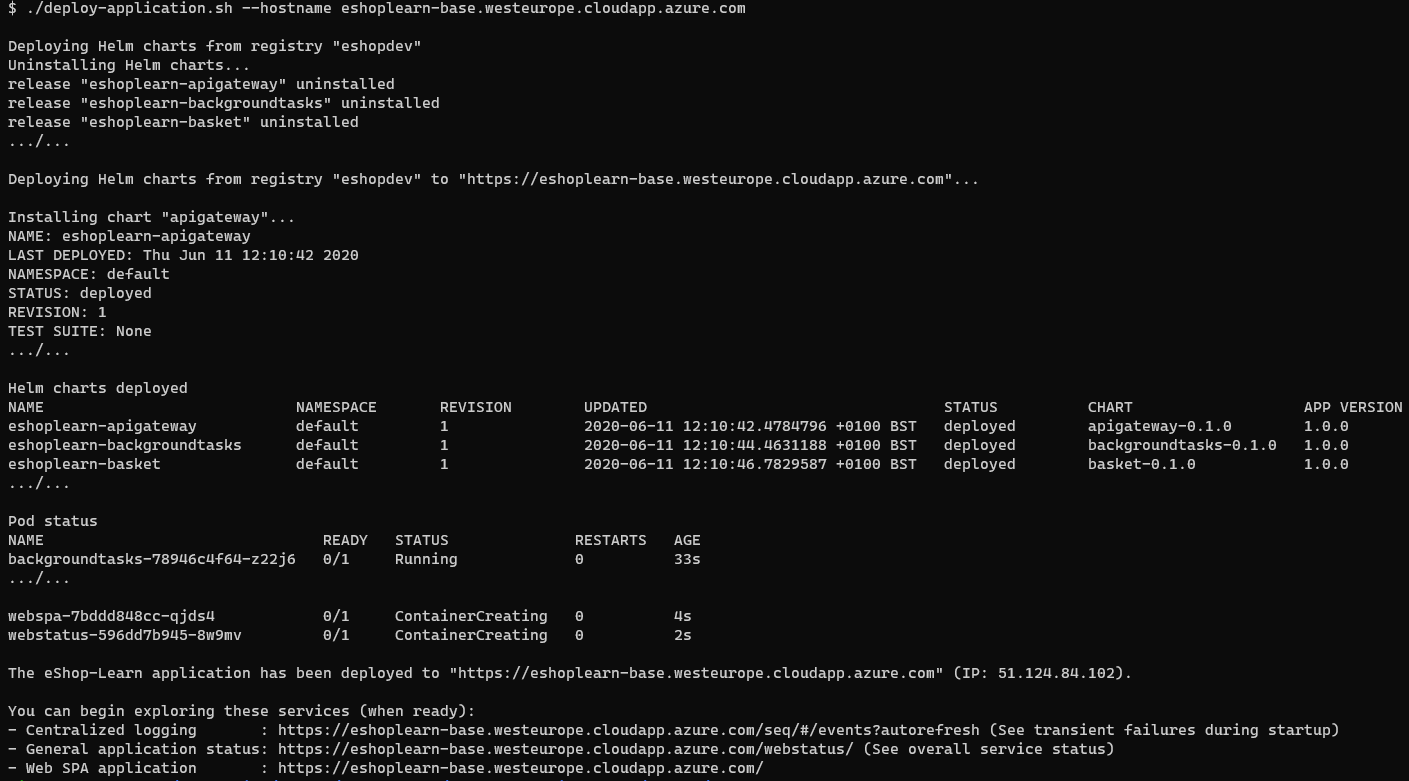 $ ./deploy-application.sh --hostname eshoplearn-base.westeurope.cloudapp.azure.com

Deploying Helm charts from registry "eshopdev"
Uninstalling Helm charts...
release "eshoplearn-apigateway" uninstalled
release "eshoplearn-backgroundtasks" uninstalled
release "eshoplearn-basket" uninstalled
.../...

Deploying Helm charts from registry "eshopdev" to "https://eshoplearn-base.westeurope.cloudapp.azure.com"...

Installing chart "apigateway"...
NAME: eshoplearn-apigateway
LAST DEPLOYED: Thu Jun 11 12:10:42 2020
NAMESPACE: default
STATUS: deployed
REVISION: 1
TEST SUITE: None
.../...

Helm charts deployed
NAME                            NAMESPACE       REVISION        UPDATED                                 STATUS          CHART                   APP VERSION
eshoplearn-apigateway           default         1               2020-06-11 12:10:42.4784796 +0100 BST   deployed        apigateway-0.1.0        1.0.0
eshoplearn-backgroundtasks      default         1               2020-06-11 12:10:44.4631188 +0100 BST   deployed        backgroundtasks-0.1.0   1.0.0
eshoplearn-basket               default         1               2020-06-11 12:10:46.7829587 +0100 BST   deployed        basket-0.1.0            1.0.0
.../...

Pod status
NAME                               READY   STATUS              RESTARTS   AGE
backgroundtasks-78946c4f64-z22j6   0/1     Running             0          33s
.../...

webspa-7bddd848cc-qjds4            0/1     ContainerCreating   0          4s
webstatus-596dd7b945-8w9mv         0/1     ContainerCreating   0          2s

The eShop-Learn application has been deployed to "https://eshoplearn-base.westeurope.cloudapp.azure.com" (IP: 51.124.84.102).

You can begin exploring these services (when ready):
- Centralized logging       : https://eshoplearn-base.westeurope.cloudapp.azure.com/seq/#/events?autorefresh (See transient failures during startup)
- General application status: https://eshoplearn-base.westeurope.cloudapp.azure.com/webstatus/ (See overall service status)
- Web SPA application       : https://eshoplearn-base.westeurope.cloudapp.azure.com/